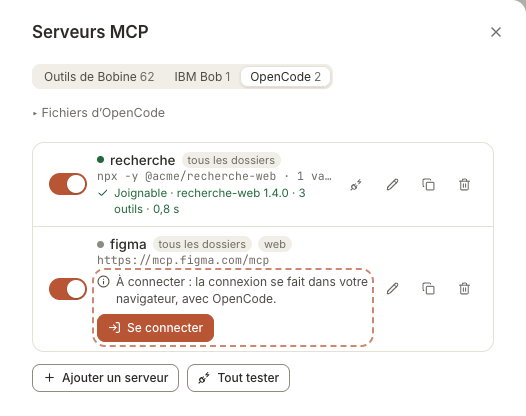 Serveurs MCP
Outils de Bobine 62 IBM Bob 1 OpenCode 2
Fichiers d’OpenCode
recherche tous les dossiers
npx -y @acme/recherche-web · 1 va…
Joignable · recherche-web 1.4.0 · 3
outils · 0,8 s
figma tous les dossiers web
https://mcp.figma.com/mcp
À connecter : la connexion se fait dans votre
navigateur, avec OpenCode.
Se connecter
Ajouter un serveur Tout tester